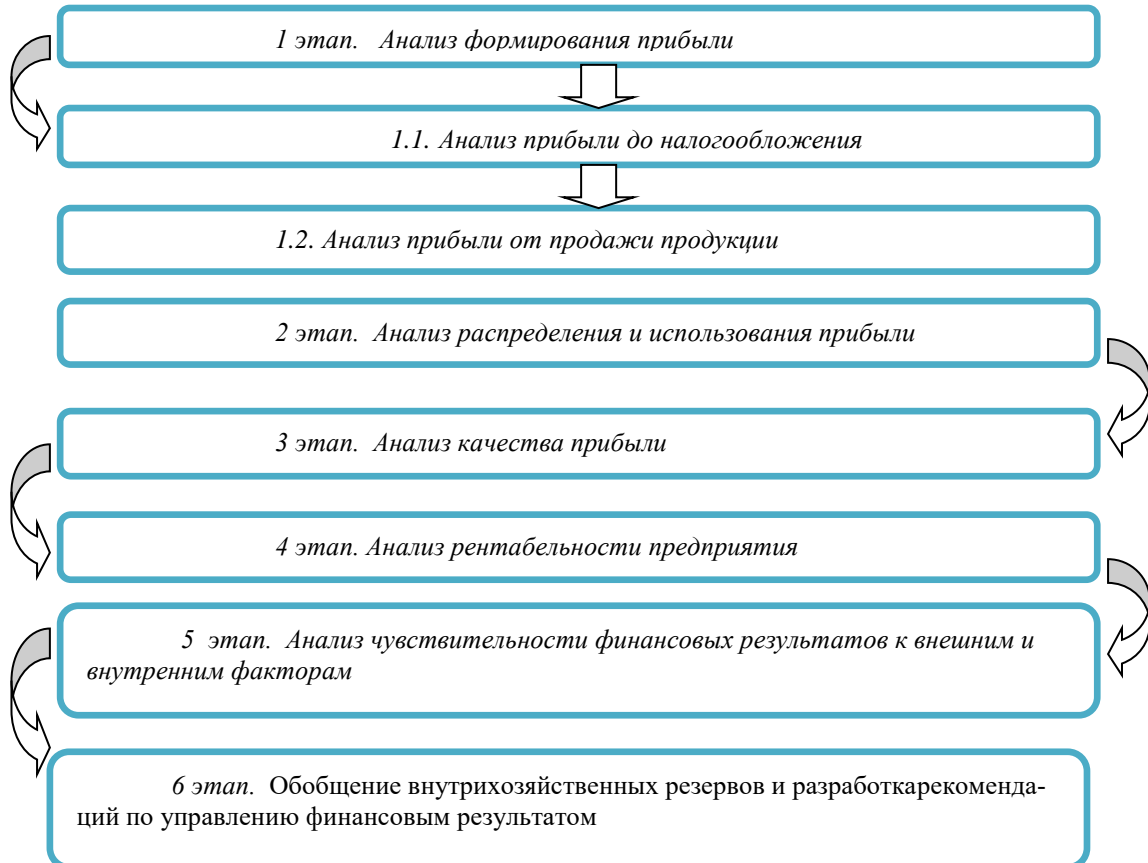 1 этап. Анализ формирования прибыли
1.1. Анализ прибыли до налогообложения
1.2. Анализ прибыли от продажи продукции
2 этап. Анализ распределения и использования прибыли
3 этап. Анализ качества прибыли
4 этап. Анализ рентабельности предприятия
5 этап. Анализ чувствительности финансовых результатов к внешним и
внутренним факторам
6 этап. Обобщение внутрихозяйственных резервов и разработкарекоменда-
ций по управлению финансовым результатом